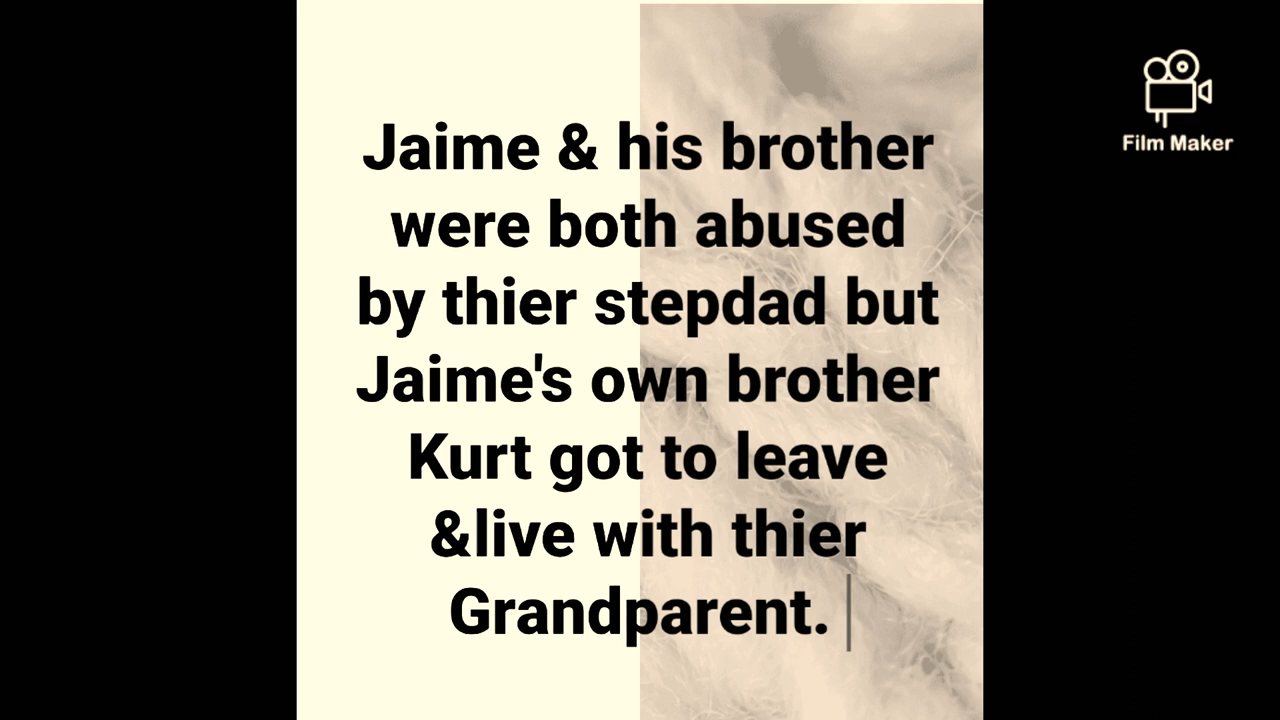 Jaime & his brother
were both abused
by thier stepdad but
Jaime's own brother
Kurt got to leave
&live with thier
Grandparent.
Film Maker